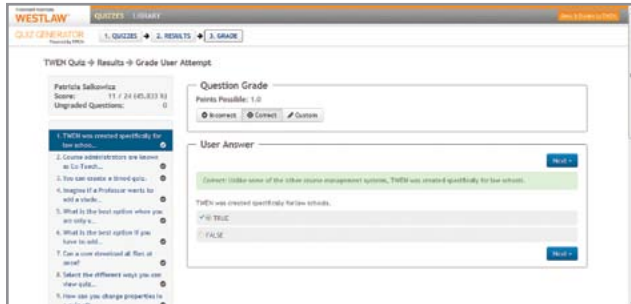 WESTLAW
QUIZZES LIBRARY
QUIZ GENERATOR
1. QUIZZES 2. RESULTS 3. GRADE
TWEN Quiz → Results → Grade User Attempt
Patrizia Salkowicz
Score: 11 / 24 (45.833 %)
Ungraded Questions: 0
Question Grade
Points Possible: 1.0
Incorrect Correct Custom
1. TWEN was created specifically for
law schoo...
2. Course administrators are known
as Co-Teach...
3. You can create a timed quiz.
4. Imagine if a Professor wants to
add a stude...
5. What is the best option when you
are only a...
6. What is the best option if you
have to add...
7. Can a user download all files at
once?
8. Select the different ways you can
view quiz...
9. How can you change properties in
User Answer
Next
Correct: Unlike some of the other course management systems, TWEN was created specifically for law schools.
TWEN was created specifically for law schools.
TRUE
FALSE
Next